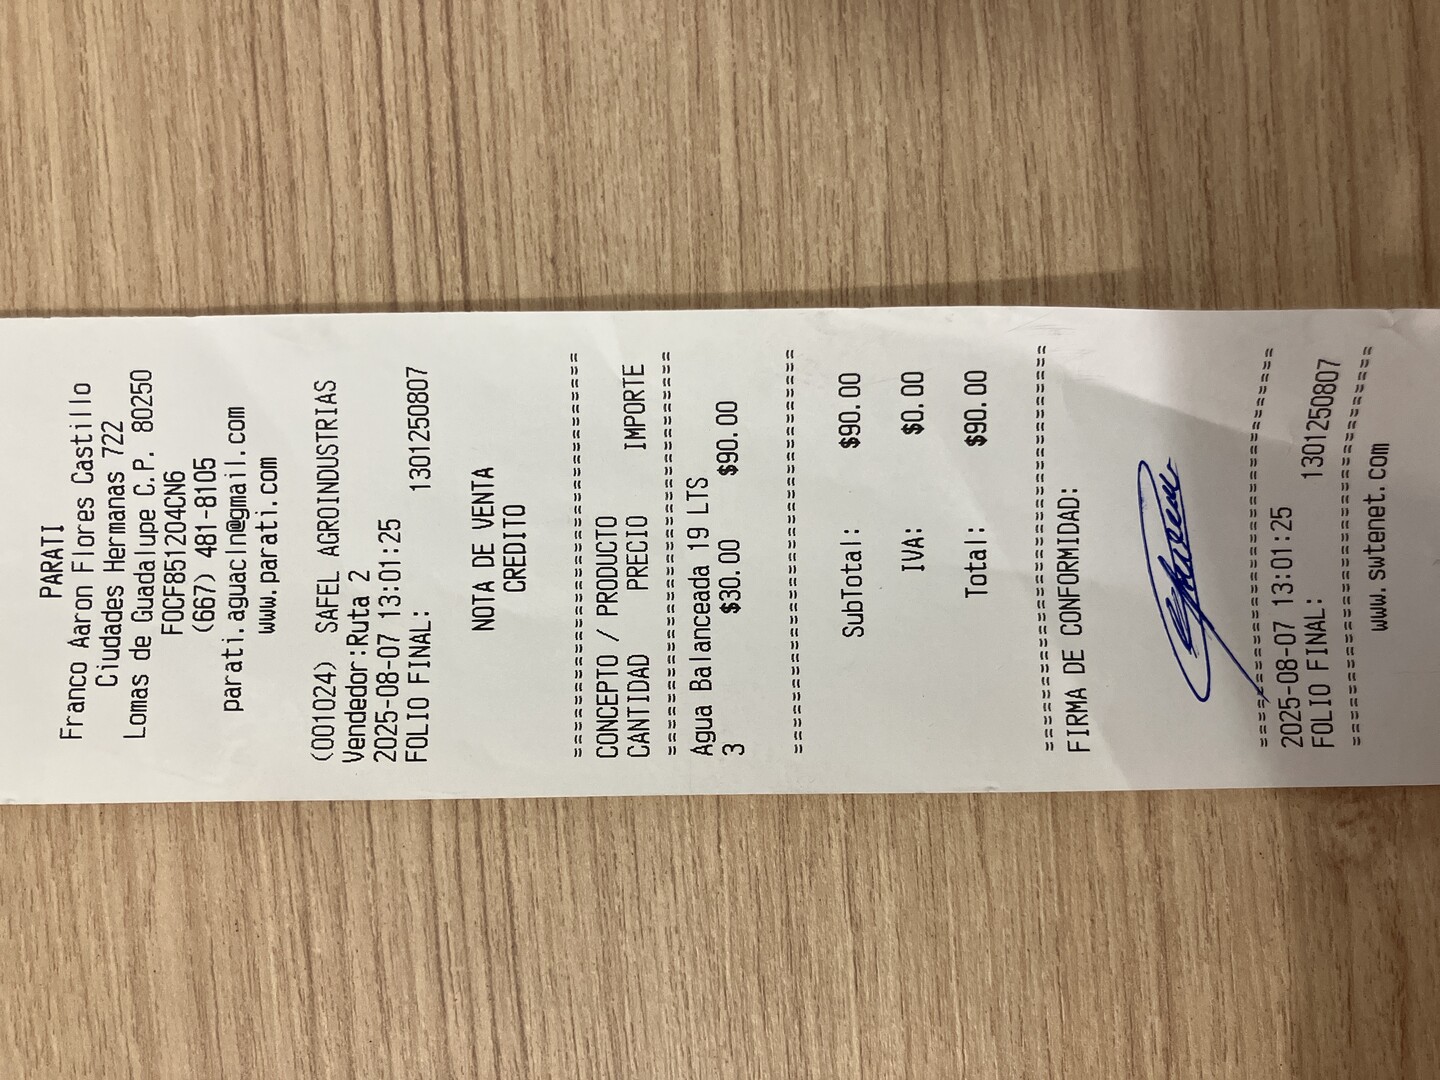 PARATI
Franco Aaron Flores Castillo
Ciudades Hermanas 722
Lomas de Guadalupe C.P. 80250
FOCF851204CN6
(667) 481-8105
parati.aguacln@gmail.com
www.parati.com
(001024) SAFEL AGROINDUSTRIAS
Vendedor:Ruta 2
2025-08-07 13:01:25
FOLIO FINAL: 1301250807
NOTA DE VENTA
CREDITO
==============================
CONCEPTO / PRODUCTO
CANTIDAD PRECIO IMPORTE
==============================
Agua Balanceada 19 LTS
3 $30.00 $90.00
==============================
SubTotal: $90.00
IVA: $0.00
Total: $90.00
==============================
FIRMA DE CONFORMIDAD:
==============================
2025-08-07 13:01:25
FOLIO FINAL: 1301250807
==============================
www.swtenet.com